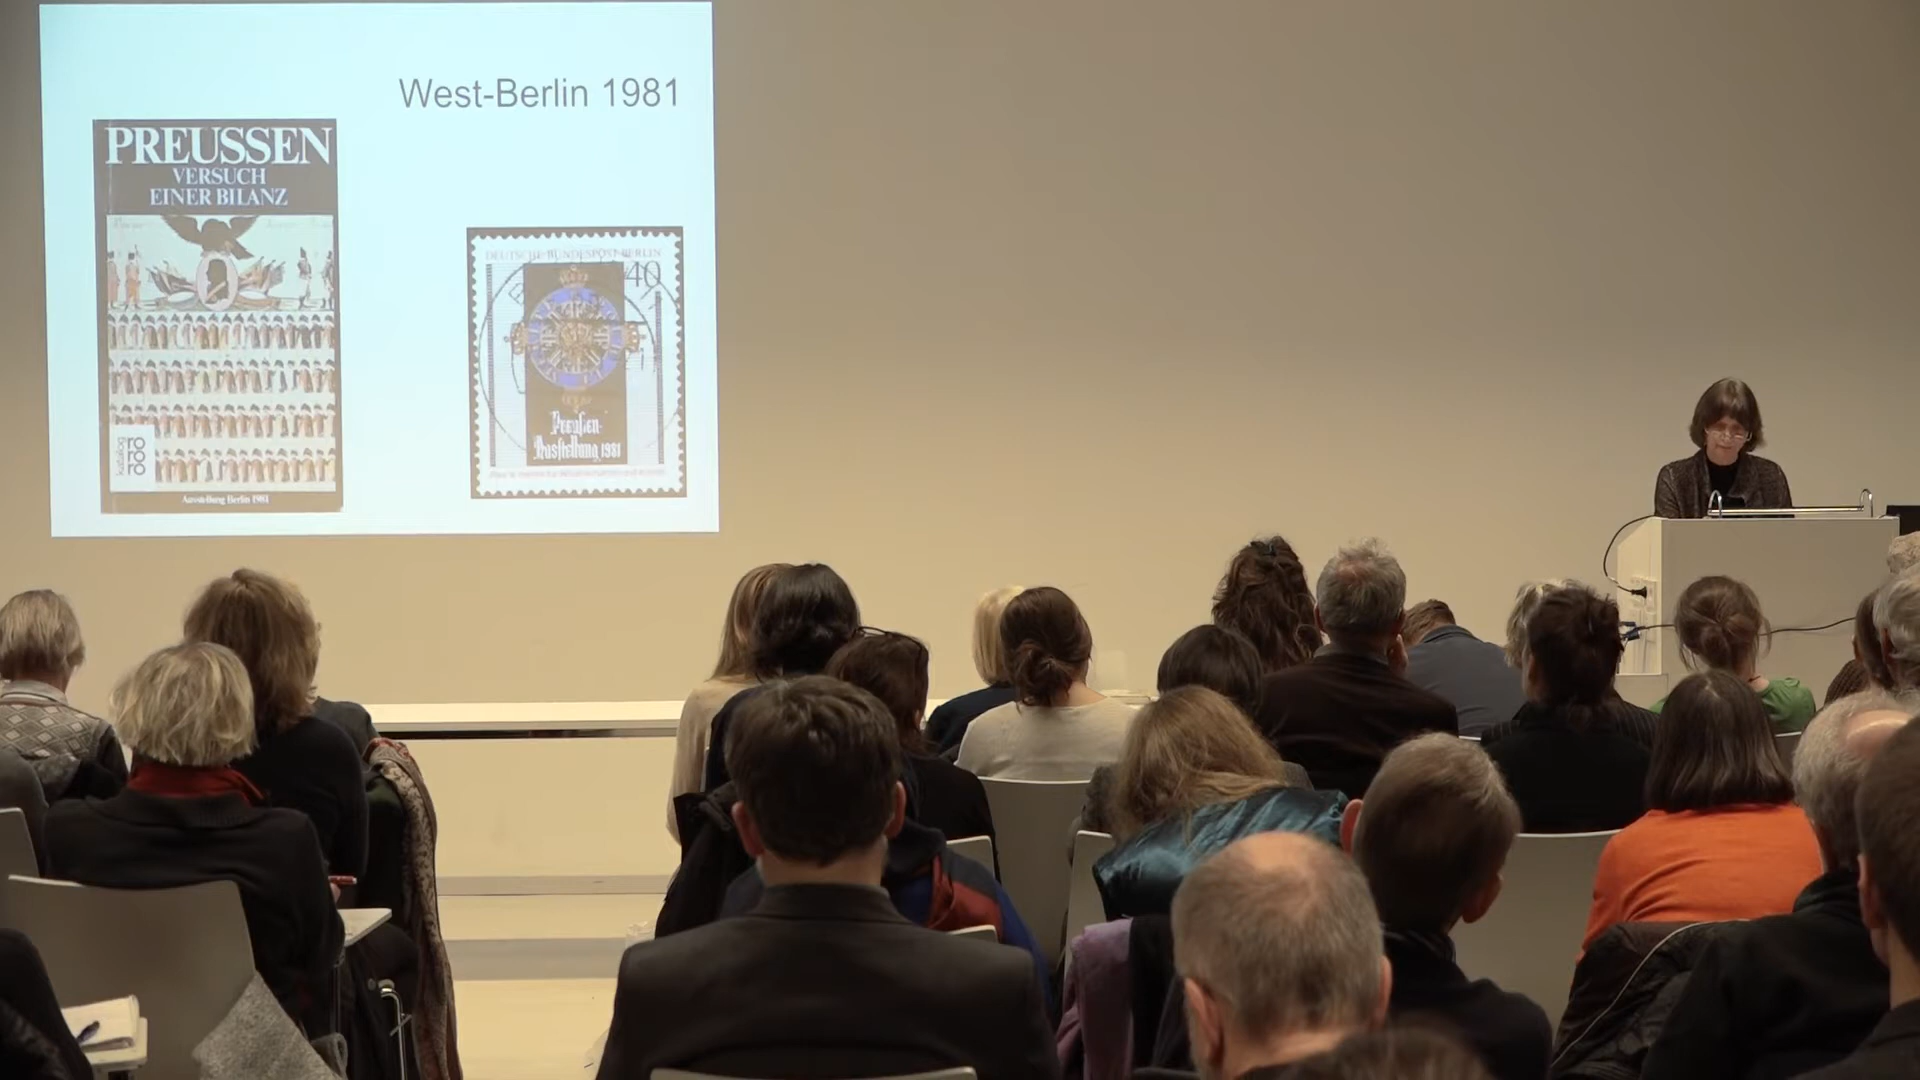 West-Berlin 1981
PREUSSEN
VERSUCH
EINER BILANZ
katalog
ro
ro
ro
Ausstellung Berlin 1981
DEUTSCHE BUNDESPOST BERLIN
40
Preußen-
Ausstellung 1981